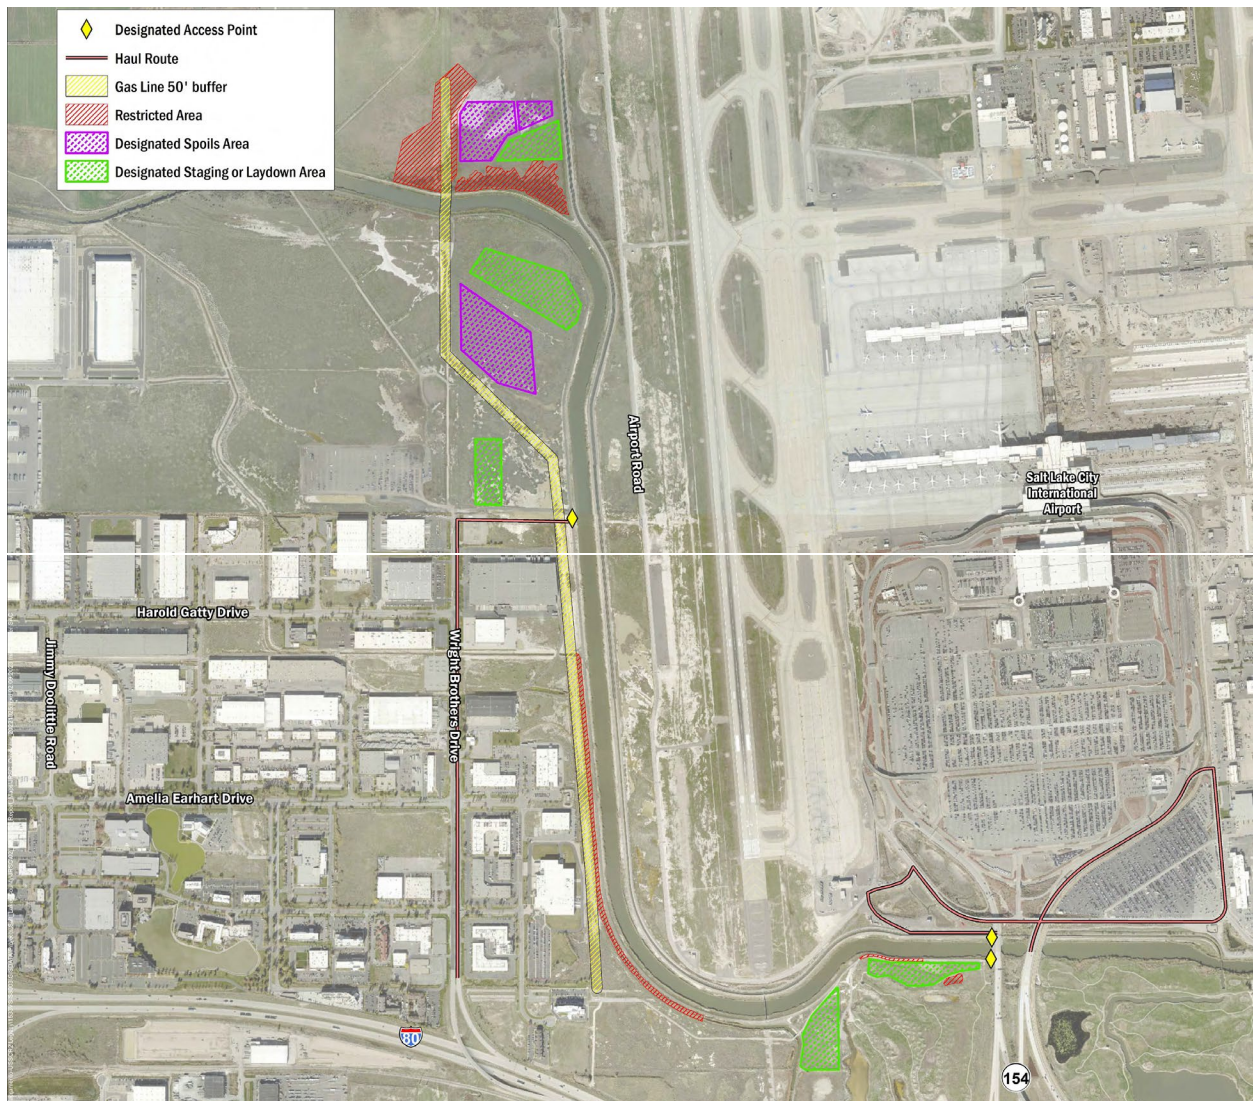 Designated Access Point
Haul Route
Gas Line 50' buffer
Restricted Area
Designated Spoils Area
Designated Staging or Laydown Area
Airport Road
Salt Lake City
International
Airport
Harold Gatty Drive
Jimmy Doolittle Road
Wright Brothers Drive
Amelia Earhart Drive
80
154